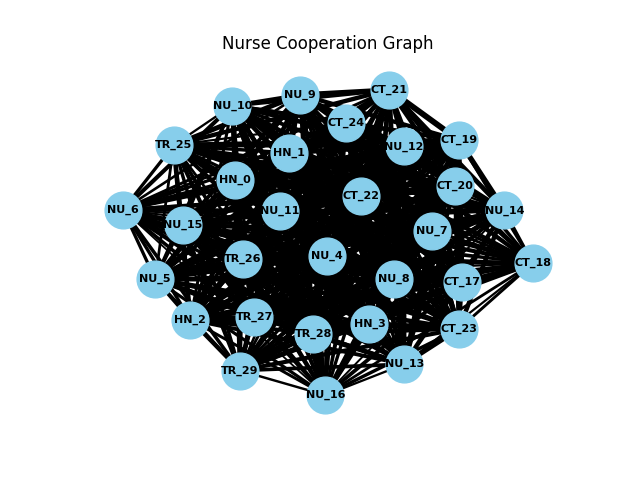 Nurse Cooperation Graph
CT_21
NU_9
NU_10
CT_24
CT_19
TR_25
NU_12
HN_1
HN_0
CT_20
CT_22
NU_6
NU_11
NU_14
NU_15
NU_7
NU_4
TR_26
CT_18
NU_5
NU_8
CT_17
TR_27
HN_2
HN_3
CT_23
TR_28
NU_13
TR_29
NU_16